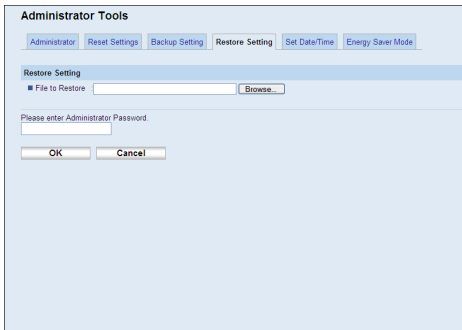 Administrator Tools
Administrator Reset Settings Backup Setting Restore Setting Set Date/Time Energy Saver Mode
Restore Setting
File to Restore : Browse...
Please enter Administrator Password.
OK Cancel